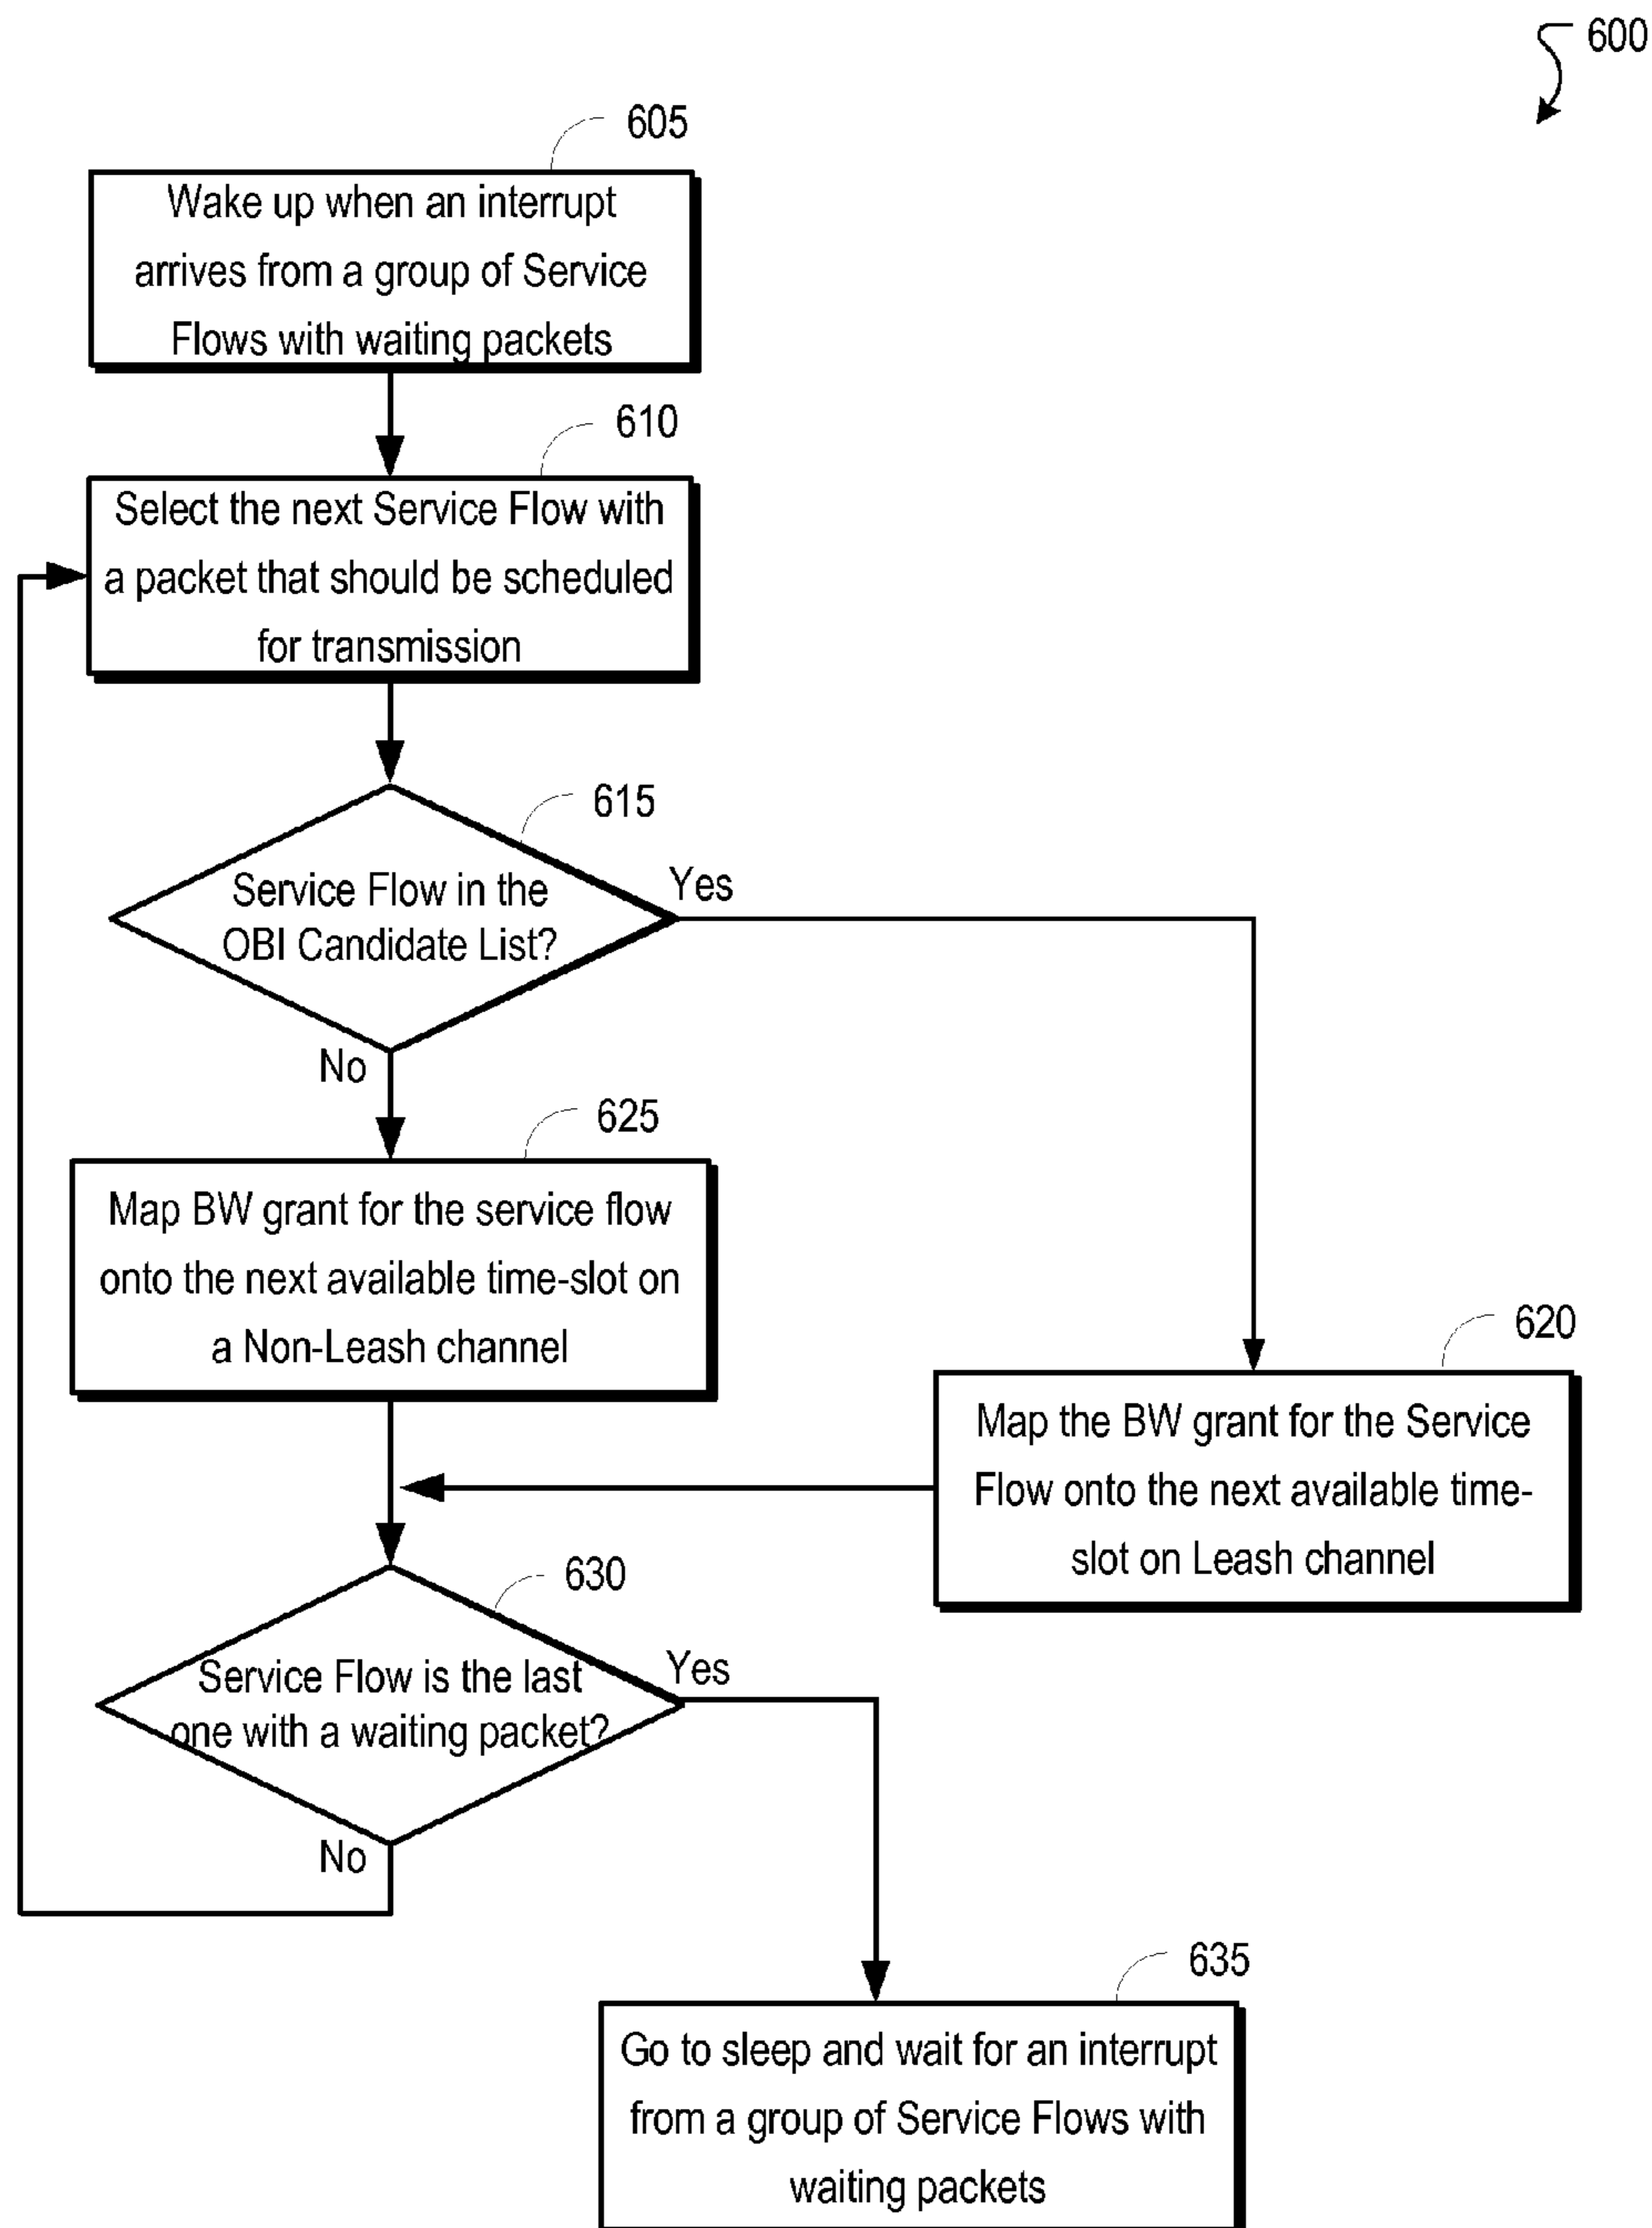 600
605
Wake up when an interrupt
arrives from a group of Service
Flows with waiting packets
610
Select the next Service Flow with
a packet that should be scheduled
for transmission
615
Service Flow in the
OBI Candidate List?
Yes
No
625
Map BW grant for the service flow
onto the next available time-slot on
a Non-Leash channel
620
Map the BW grant for the Service
Flow onto the next available time-
slot on Leash channel
630
Service Flow is the last
one with a waiting packet?
Yes
No
635
Go to sleep and wait for an interrupt
from a group of Service Flows with
waiting packets